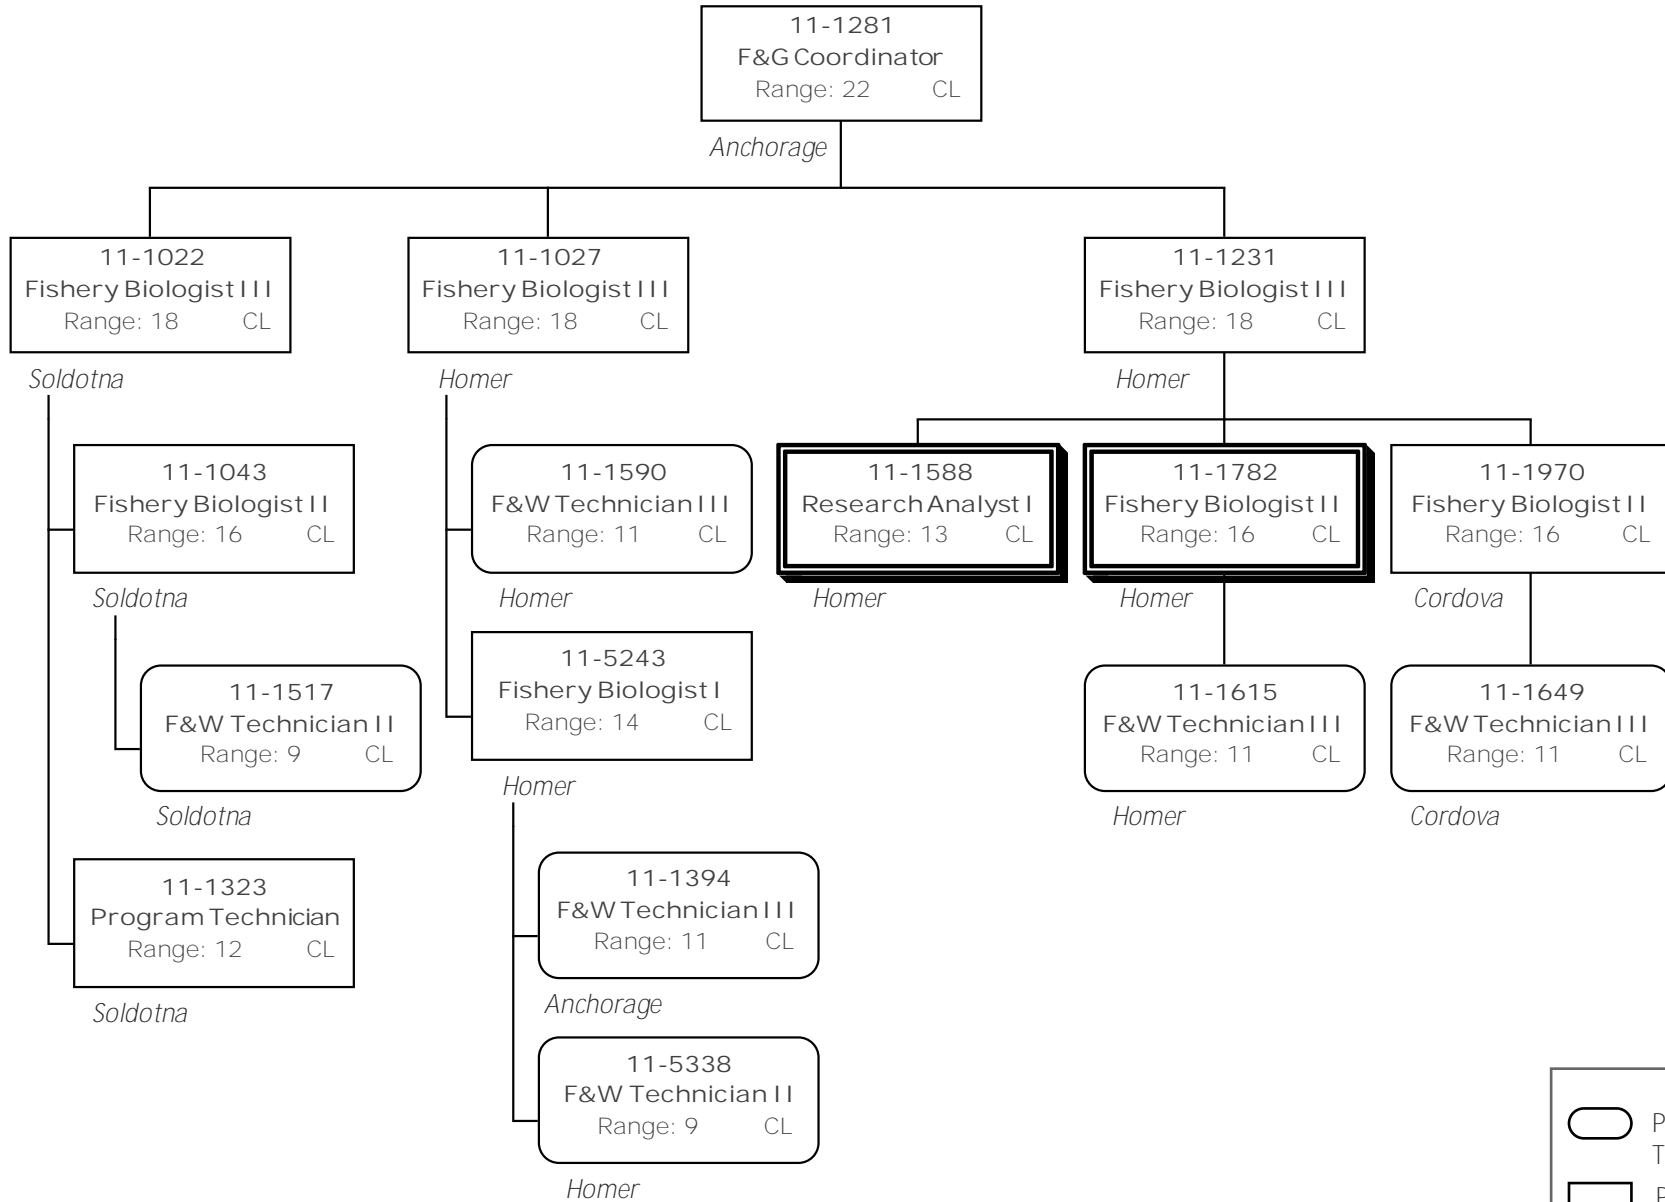 11-1281
F&G Coordinator
Range: 22 CL
Anchorage
11-1022
Fishery Biologist III
Range: 18 CL
Soldotna
11-1043
Fishery Biologist II
Range: 16 CL
Soldotna
11-1517
F&W Technician II
Range: 9 CL
Soldotna
11-1323
Program Technician
Range: 12 CL
Soldotna
11-1027
Fishery Biologist III
Range: 18 CL
Homer
11-1590
F&W Technician III
Range: 11 CL
Homer
11-5243
Fishery Biologist I
Range: 14 CL
Homer
11-1394
F&W Technician III
Range: 11 CL
Anchorage
11-5338
F&W Technician II
Range: 9 CL
Homer
11-1231
Fishery Biologist III
Range: 18 CL
Homer
11-1588
Research Analyst I
Range: 13 CL
Homer
11-1782
Fishery Biologist II
Range: 16 CL
Homer
11-1615
F&W Technician III
Range: 11 CL
Homer
11-1970
Fishery Biologist II
Range: 16 CL
Cordova
11-1649
F&W Technician III
Range: 11 CL
Cordova